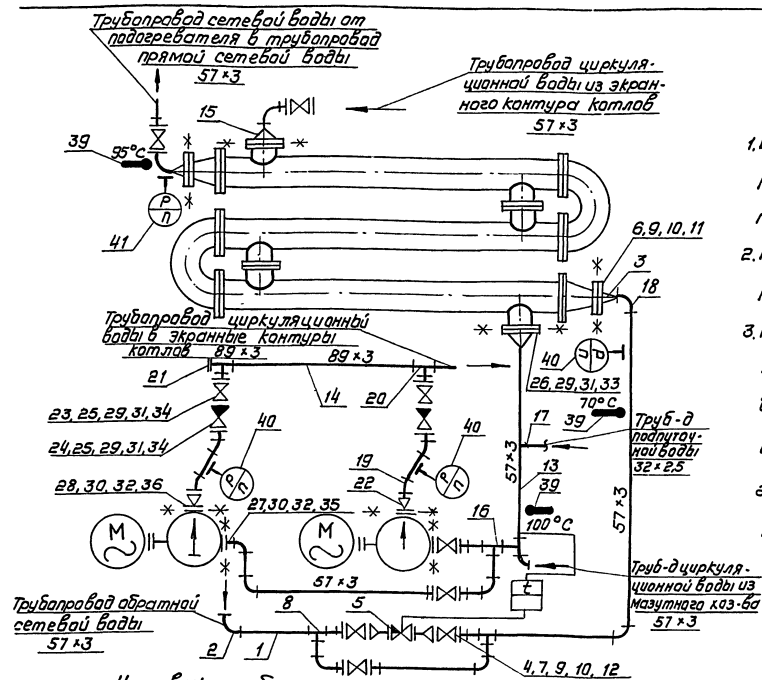 Трубопровод сетевой воды от
подогревателя в трубопровод
прямой сетевой воды
57×3
Трубопровод циркуля-
ционной воды из экран-
ного контура котлов
57×3
15
39
95°С
Р
п
41
1.
6, 9, 10, 11
2.
3
18
3.
Трубопровод циркуляционной
воды в экранные контуры
котлов 89×3
89×3
21
14
20
40
26, 29, 31, 33
70°С
39
17
Труб-д
подпиточ-
ной воды
32×2,5
23, 25, 29, 31, 34
24, 25, 29, 31, 34
40
40
19
22
Р
п
Р
п
57×3
13
39
100°С
57×3
28, 30, 32, 36
27, 30, 32, 35
М
М
16
57×3
t
Труб-д циркуля-
ционной воды из
мазутного хоз-ва
57×3
Трубопровод обратной
сетевой воды
57×3
2
1
8
5
4, 7, 9, 10, 12